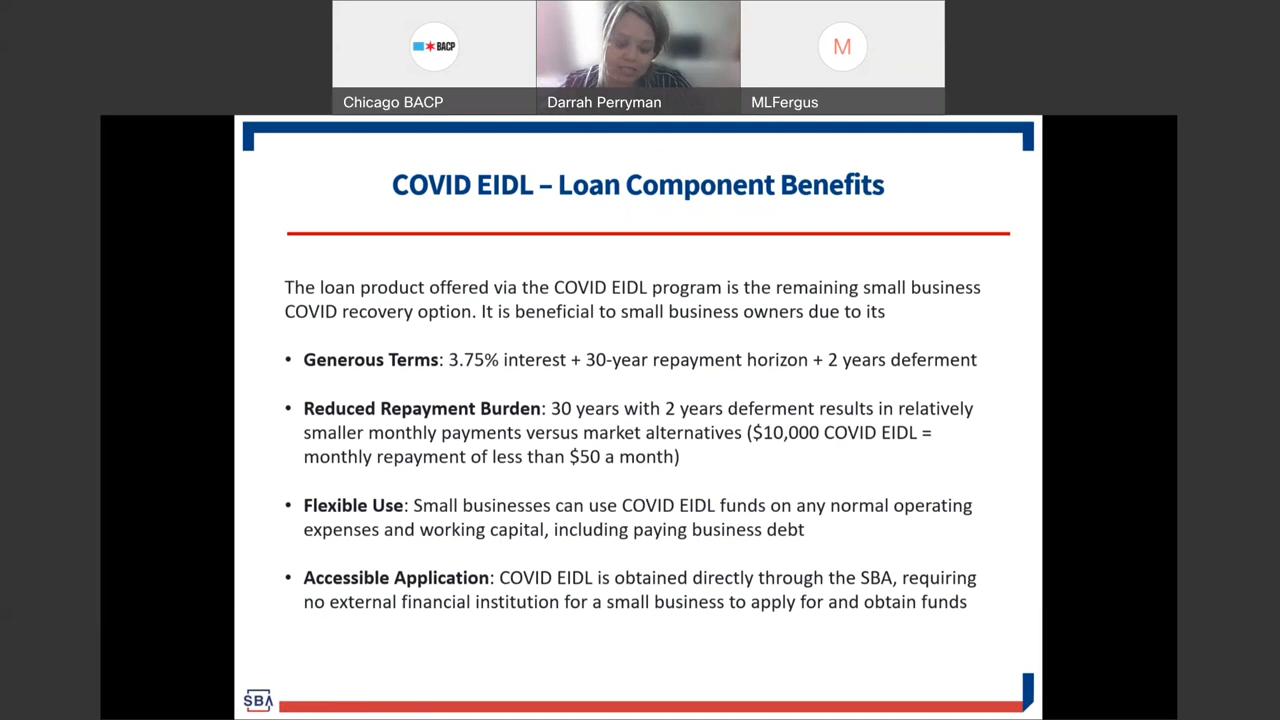 BACP
M
Chicago BACP
Darrah Perryman
MLFergus
COVID EIDL – Loan Component Benefits
The loan product offered via the COVID EIDL program is the remaining small business
COVID recovery option. It is beneficial to small business owners due to its
• Generous Terms: 3.75% interest + 30-year repayment horizon + 2 years deferment
• Reduced Repayment Burden: 30 years with 2 years deferment results in relatively
smaller monthly payments versus market alternatives ($10,000 COVID EIDL =
monthly repayment of less than $50 a month)
• Flexible Use: Small businesses can use COVID EIDL funds on any normal operating
expenses and working capital, including paying business debt
• Accessible Application: COVID EIDL is obtained directly through the SBA, requiring
no external financial institution for a small business to apply for and obtain funds
SBA